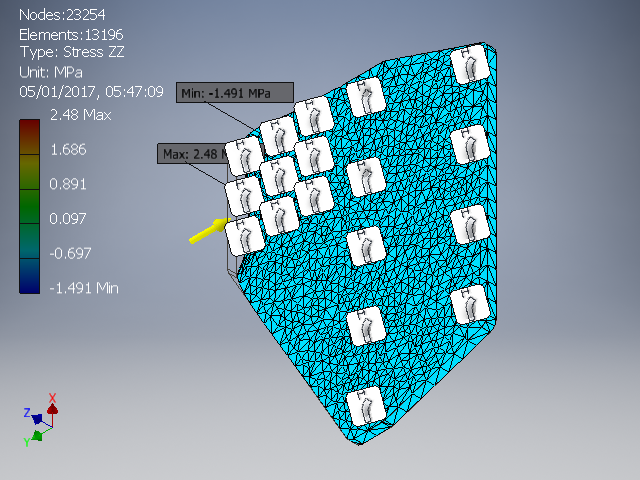 Nodes:23254
Elements:13196
Type: Stress ZZ
Unit: MPa
05/01/2017, 05:47:09
2.48 Max
1.686
0.891
0.097
-0.697
-1.491 Min
Min: -1.491 MPa
Max: 2.48
X
Z
Y